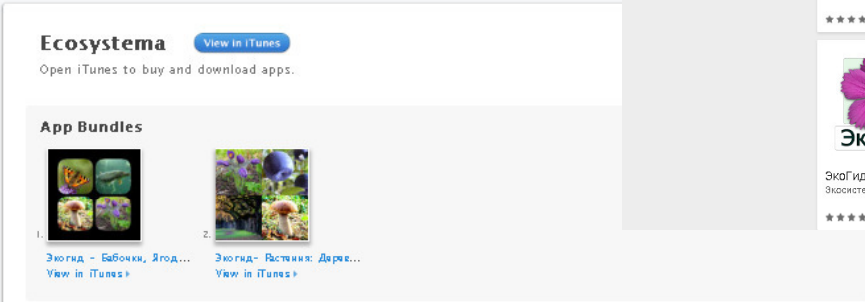 Ecosystema View in iTunes
Open iTunes to buy and download apps.
App Bundles
1.
Экогид - Бабочки, Ягод...
View in iTunes
2.
Экогид- Растения: Дерев...
View in iTunes
Эк
ЭкоГид
Экосисте